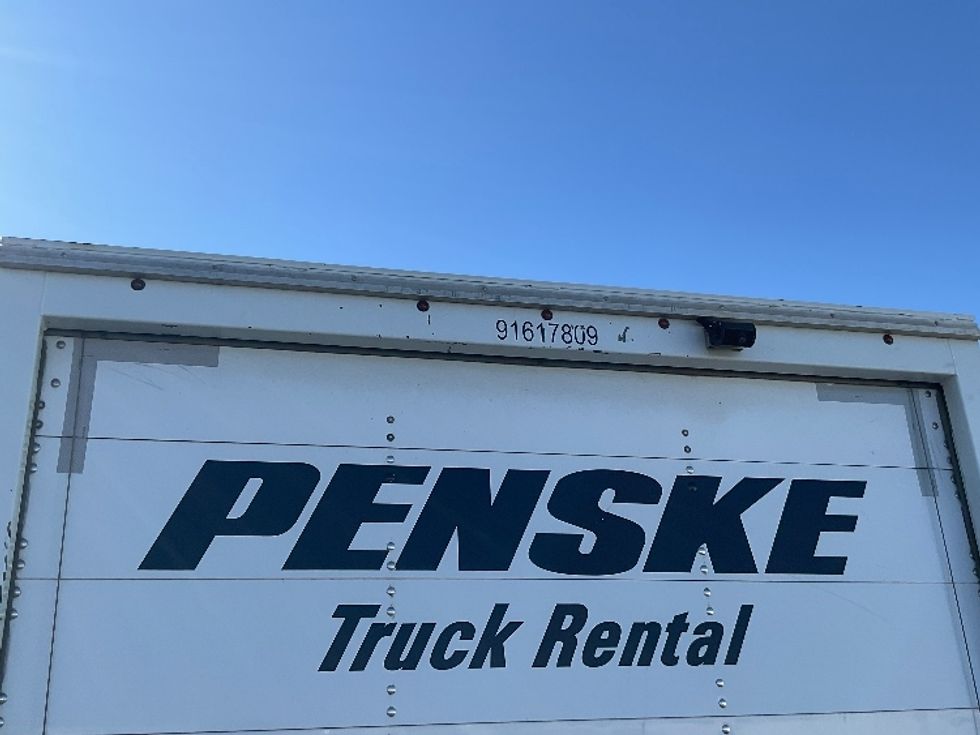 91617809
PENSKE
Truck Rental